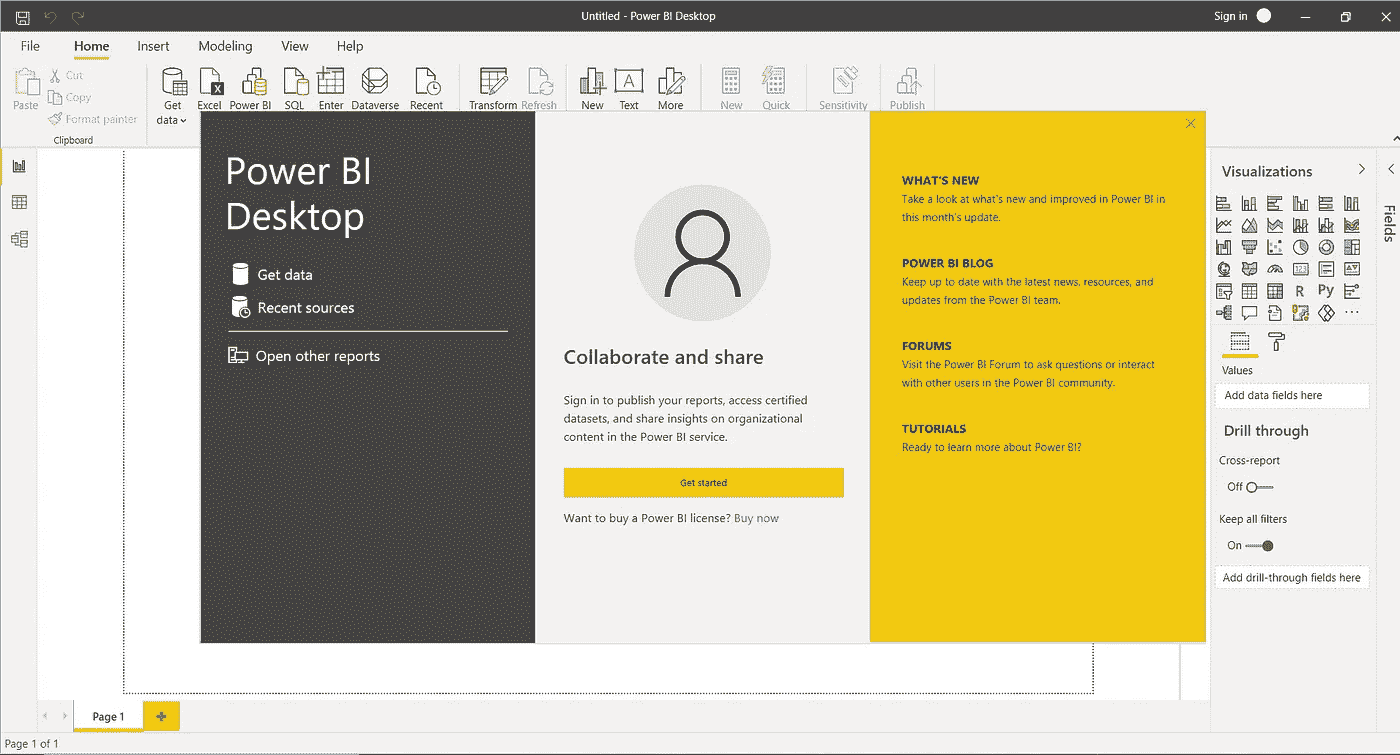 Untitled - Power BI Desktop
Sign in
File Home Insert Modeling View Help
Paste
Cut
Copy
Format painter
Clipboard
Get data
Excel
Power BI
SQL
Enter
Dataverse
Recent
Transform
Refresh
New
Text
More
New
Quick
Sensitivity
Publish
Power BI
Desktop
Get data
Recent sources
Open other reports
Collaborate and share
Sign in to publish your reports, access certified
datasets, and share insights on organizational
content in the Power BI service.
Get started
Want to buy a Power BI license? Buy now
WHAT'S NEW
Take a look at what's new and improved in Power BI in
this month's update.
POWER BI BLOG
Keep up to date with the latest news, resources, and
updates from the Power BI team.
FORUMS
Visit the Power BI Forum to ask questions or interact
with other users in the Power BI community.
TUTORIALS
Ready to learn more about Power BI?
Visualizations
R
Py
123
Values
Add data fields here
Drill through
Cross-report
Off
Keep all filters
On
Add drill-through fields here
Fields
Page 1
Page 1 of 1